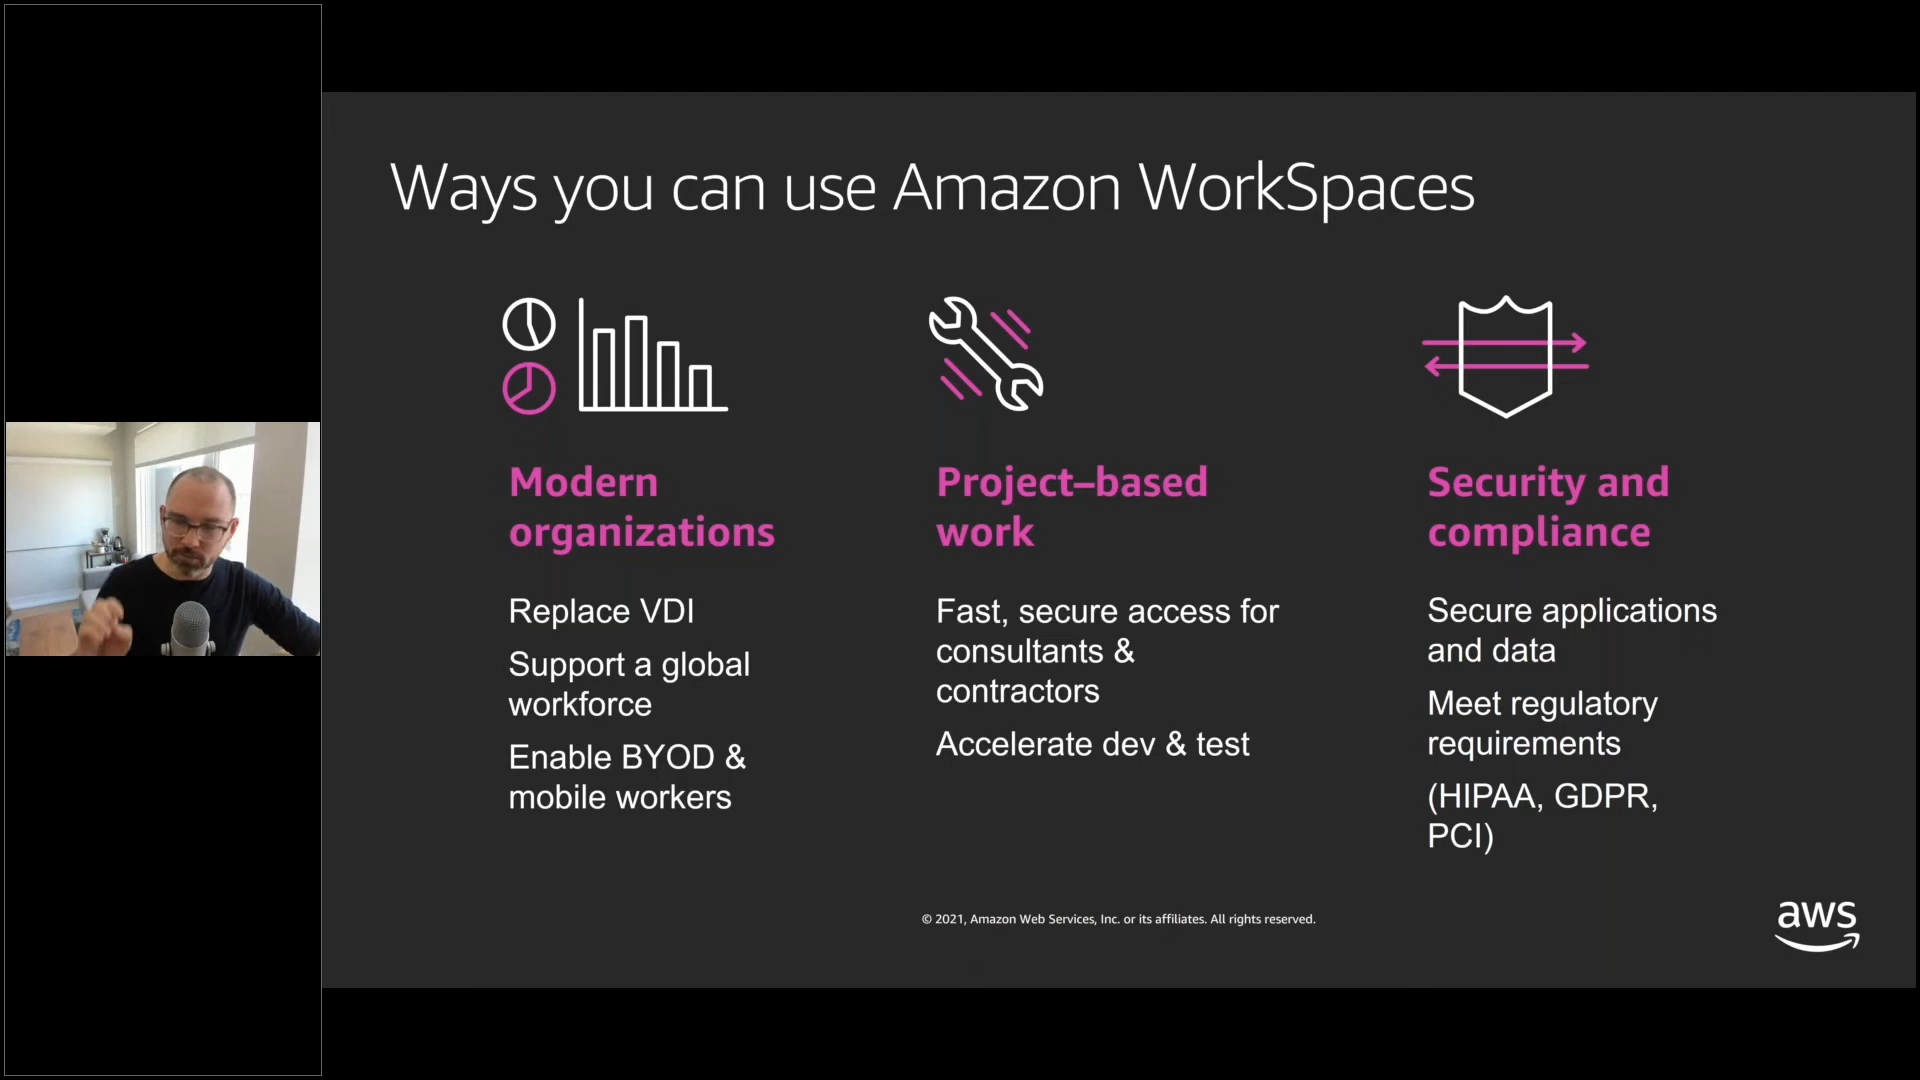 Ways you can use Amazon WorkSpaces
Modern
organizations
Replace VDI
Support a global
workforce
Enable BYOD &
mobile workers
Project–based
work
Fast, secure access for
consultants &
contractors
Accelerate dev & test
Security and
compliance
Secure applications
and data
Meet regulatory
requirements
(HIPAA, GDPR,
PCI)
© 2021, Amazon Web Services, Inc. or its affiliates. All rights reserved.
aws